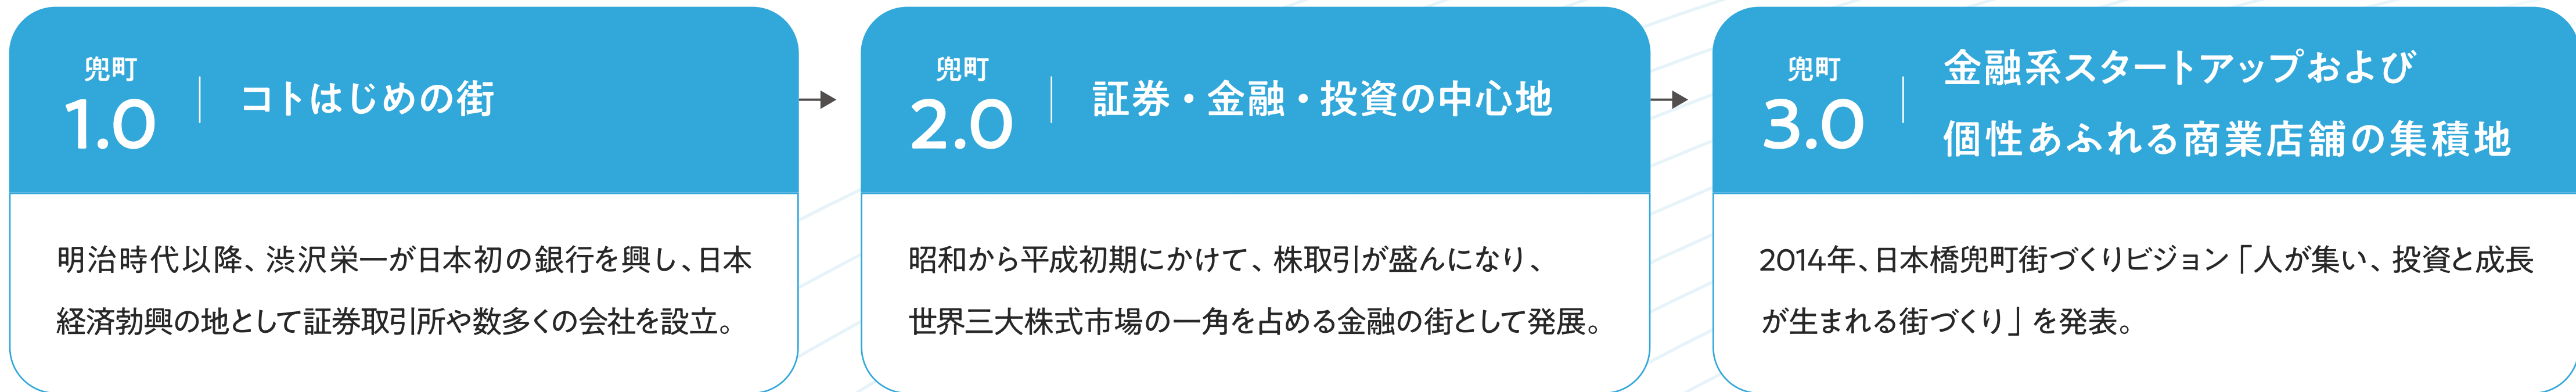 兜町
1.0
コトはじめの街
明治時代以降、渋沢栄一が日本初の銀行を興し、日本
経済勃興の地として証券取引所や数多くの会社を設立。
兜町
2.0
証券・金融・投資の中心地
昭和から平成初期にかけて、株取引が盛んになり、
世界三大株式市場の一角を占める金融の街として発展。
兜町
3.0
金融系スタートアップおよび
個性あふれる商業店舗の集積地
2014年、日本橋兜町街づくりビジョン「人が集い、投資と成長
が生まれる街づくり」を発表。